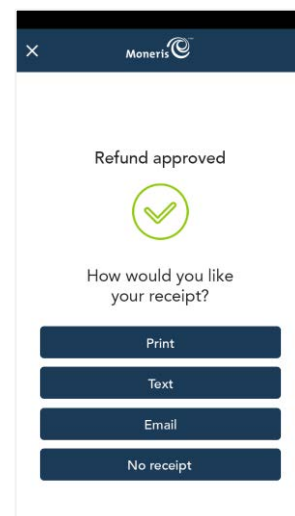 Moneris
Refund approved
How would you like
your receipt?
Print
Text
Email
No receipt